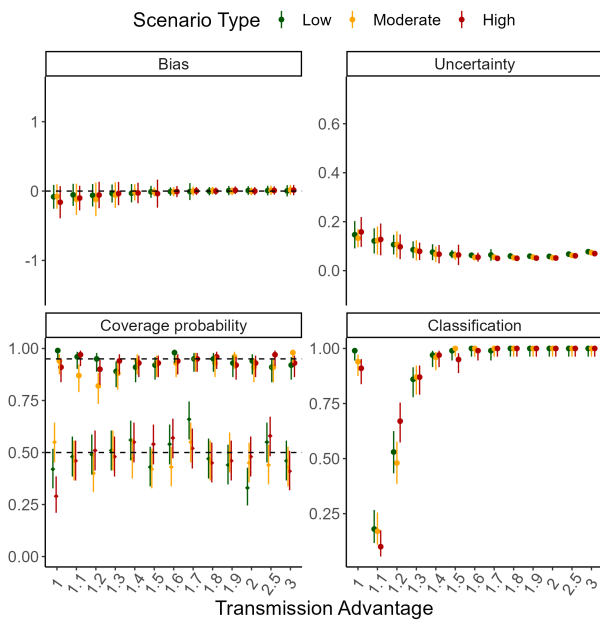 Scenario Type Low Moderate High
Bias Uncertainty
1
0
-1
0.6
0.4
0.2
0.0
Coverage probability Classification
1.00
0.75
0.50
0.25
0.00
1.00
0.75
0.50
0.25
1 1.1 1.2 1.3 1.4 1.5 1.6 1.7 1.8 1.9 2 2.5 3
1 1.1 1.2 1.3 1.4 1.5 1.6 1.7 1.8 1.9 2 2.5 3
Transmission Advantage